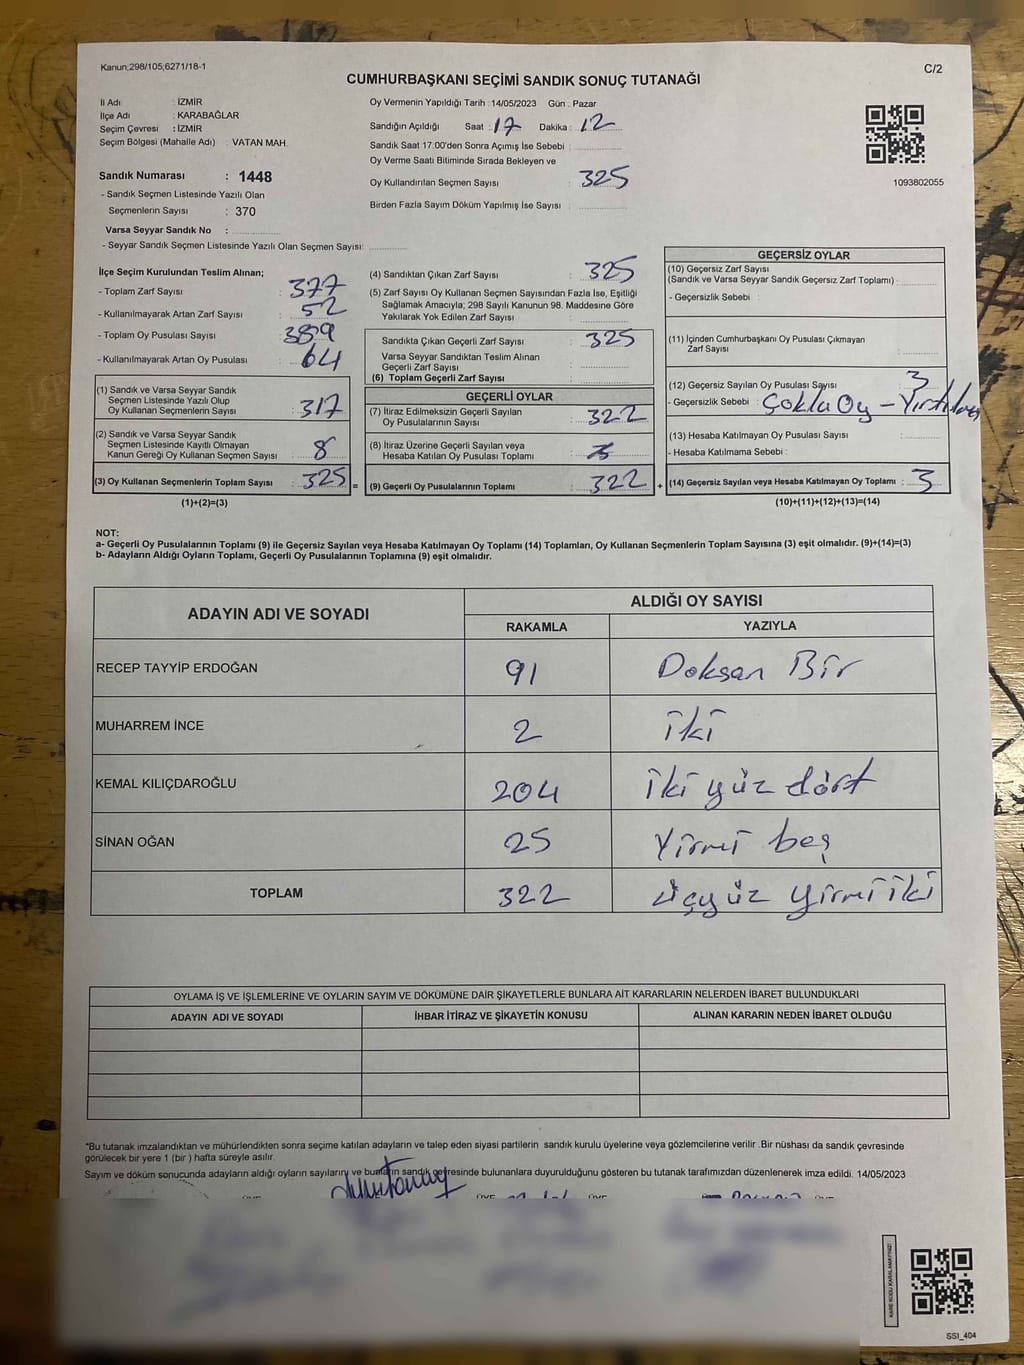 Kanun;298/105,6271/18-1
C/2
CUMHURBAŞKANI SEÇİMİ SANDIK SONUÇ TUTANAĞI
İl Adı : İZMİR
İlçe Adı : KARABAĞLAR
Seçim Çevresi : İZMİR
Seçim Bölgesi (Mahalle Adı) : VATAN MAH.
Sandık Numarası : 1448
- Sandık Seçmen Listesinde Yazılı Olan
Seçmenlerin Sayısı : 370
Varsa Seyyar Sandık No :
- Seyyar Sandık Seçmen Listesinde Yazılı Olan Seçmen Sayısı:
Oy Vermenin Yapıldığı Tarih : 14/05/2023 Gün : Pazar
Sandığın Açıldığı Saat : 17 Dakika : 12
Sandık Saat 17:00'den Sonra Açımış İse Sebebi :
Oy Verme Saati Bitiminde Sırada Bekleyen ve
Oy Kullandırılan Seçmen Sayısı : 325
Birden Fazla Sayım Döküm Yapılmış İse Sayısı :
1093802055
İlçe Seçim Kurulundan Teslim Alınan;
- Toplam Zarf Sayısı : 377
- Kullanılmayarak Artan Zarf Sayısı : 52
- Toplam Oy Pusulası Sayısı : 389
- Kullanılmayarak Artan Oy Pusulası : 64
(1) Sandık ve Varsa Seyyar Sandık
Seçmen Listesinde Yazılı Olup
Oy Kullanan Seçmenlerin Sayısı : 317
(2) Sandık ve Varsa Seyyar Sandık
Seçmen Listesinde Kayıtlı Olmayan
Kanun Gereği Oy Kullanan Seçmen Sayısı : 8
(3) Oy Kullanan Seçmenlerin Toplam Sayısı : 325 =
(1)+(2)=(3)
(4) Sandıktan Çıkan Zarf Sayısı : 325
(5) Zarf Sayısı Oy Kullanan Seçmen Sayısından Fazla İse, Eşitliği
Sağlamak Amacıyla; 298 Sayılı Kanunun 98. Maddesine Göre
Yakılarak Yok Edilen Zarf Sayısı :
Sandıkta Çıkan Geçerli Zarf Sayısı : 325
Varsa Seyyar Sandıktan Teslim Alınan
Geçerli Zarf Sayısı :
(6) Toplam Geçerli Zarf Sayısı :
GEÇERLİ OYLAR
(7) İtiraz Edilmeksizin Geçerli Sayılan
Oy Pusulalarının Sayısı : 322
(8) İtiraz Üzerine Geçerli Sayılan veya
Hesaba Katılan Oy Pusulası Toplamı :
(9) Geçerli Oy Pusulalarının Toplamı : 322 +
GEÇERSİZ OYLAR
(10) Geçersiz Zarf Sayısı
(Sandık ve Varsa Seyyar Sandık Geçersiz Zarf Toplamı) :
- Geçersizlik Sebebi :
(11) İçinden Cumhurbaşkanı Oy Pusulası Çıkmayan
Zarf Sayısı :
(12) Geçersiz Sayılan Oy Pusulası Sayısı 3
- Geçersizlik Sebebi : Çoklu Oy -
(13) Hesaba Katılmayan Oy Pusulası Sayısı :
- Hesaba Katılmama Sebebi :
(14) Geçersiz Sayılan veya Hesaba Katılmayan Oy Toplamı : 3
(10)+(11)+(12)+(13)=(14)
NOT:
a- Geçerli Oy Pusulalarının Toplamı (9) ile Geçersiz Sayılan veya Hesaba Katılmayan Oy Toplamı (14) Toplamları, Oy Kullanan Seçmenlerin Toplam Sayısına (3) eşit olmalıdır. (9)+(14)=(3)
b- Adayların Aldığı Oyların Toplamı, Geçerli Oy Pusulalarının Toplamına (9) eşit olmalıdır.
ADAYIN ADI VE SOYADI ALDIĞI OY SAYISI
RAKAMLA YAZIYLA
RECEP TAYYİP ERDOĞAN 91 Doksan Bir
MUHARREM İNCE 2 iki
KEMAL KILIÇDAROĞLU 204 iki yüz dört
SİNAN OĞAN 25 Yirmi beş
TOPLAM 322 üçyüz yirmi iki
OYLAMA İŞ VE İŞLEMLERİNE VE OYLARIN SAYIM VE DÖKÜMÜNE DAİR ŞİKAYETLERLE BUNLARA AİT KARARLARIN NELERDEN İBARET BULUNDUKLARI
ADAYIN ADI VE SOYADI İHBAR İTİRAZ VE ŞİKAYETİN KONUSU ALINAN KARARIN NEDEN İBARET OLDUĞU
*Bu tutanak imzalandıktan ve mühürlendikten sonra seçime katılan adayların ve talep eden siyasi partilerin sandık kurulu üyelerine veya gözlemcilerine verilir .Bir nüshası da sandık çevresinde
görülecek bir yere 1 (bir ) hafta süreyle asılır.
Sayım ve döküm sonucunda adayların aldığı oyların sayılarını ve bunların sandık çevresinde bulunanlara duyurulduğunu gösteren bu tutanak tarafımızdan düzenlenerek imza edildi. 14/05/2023
KARE KODU KARALAMAYINIZ!
SSI_404